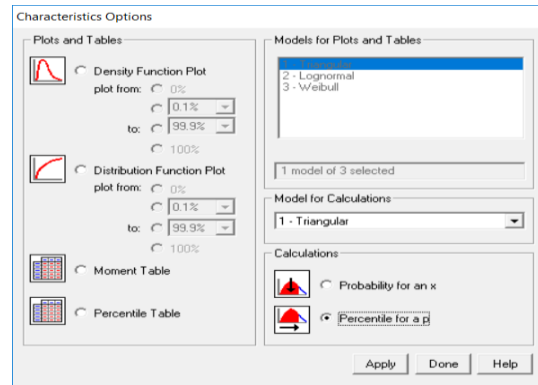 Characteristics Options
Plots and Tables
Density Function Plot
plot from: 0%
0.1%
to: 99.9%
100%
Distribution Function Plot
plot from: 0%
0.1%
to: 99.9%
100%
Moment Table
Percentile Table
Models for Plots and Tables
1 - Triangular
2 - Lognormal
3 - Weibull
1 model of 3 selected
Model for Calculations
1 - Triangular
Calculations
Probability for an x
Percentile for a p
Apply Done Help